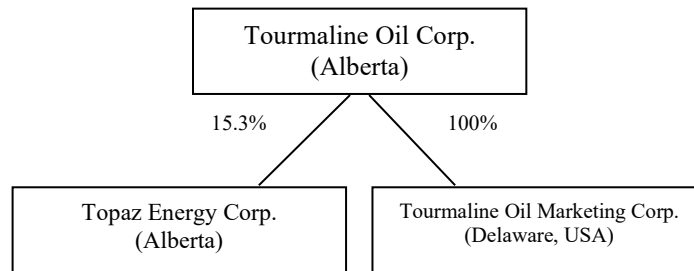 Tourmaline Oil Corp.
(Alberta)
15.3%
100%
Topaz Energy Corp.
(Alberta)
Tourmaline Oil Marketing Corp.
(Delaware, USA)